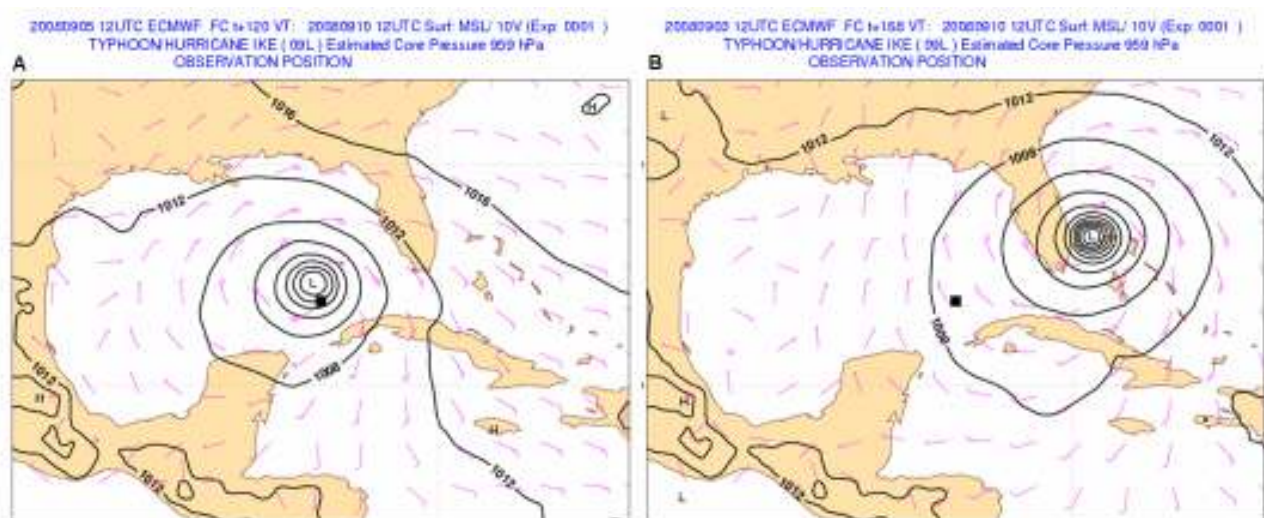 20080905 12UTC ECMWF FC t+120 VT: 20080910 12UTC Surf: MSL/ 10V (Exp: 0001 )
TYPHOON/HURRICANE IKE ( 09L ) Estimated Core Pressure 959 hPa
OBSERVATION POSITION
A
1016
H
1016
1012
1012
L
1008
1012
H
H
1012
1012
20080903 12UTC ECMWF FC t+168 VT: 20080910 12UTC Surf: MSL/ 10V (Exp: 0001 )
TYPHOON/HURRICANE IKE ( 09L ) Estimated Core Pressure 959 hPa
OBSERVATION POSITION
B
1012
L
1012
1012
1008
L
1008
H
1012
L